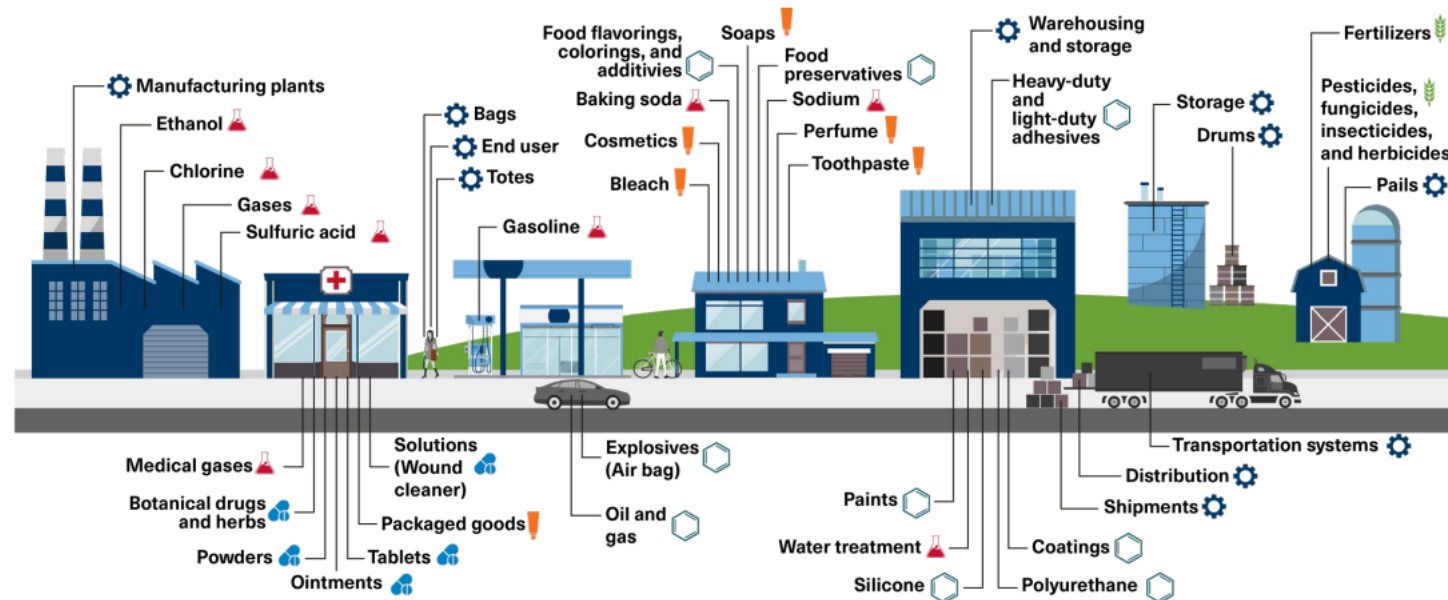 Manufacturing plants
Ethanol
Chlorine
Gases
Sulfuric acid
Bags
End user
Totes
Gasoline
Food flavorings,
colorings, and
additivies
Soaps
Food
preservatives
Baking soda
Sodium
Cosmetics
Perfume
Bleach
Toothpaste
Warehousing
and storage
Heavy-duty
and
light-duty
adhesives
Storage
Drums
Fertilizers
Pesticides,
fungicides,
insecticides,
and herbicides
Pails
Medical gases
Botanical drugs
and herbs
Powders
Ointments
Tablets
Packaged goods
Solutions
(Wound
cleaner)
Explosives
(Air bag)
Oil and
gas
Paints
Water treatment
Silicone
Coatings
Polyurethane
Transportation systems
Distribution
Shipments